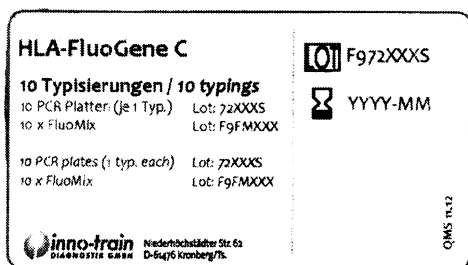 HLA-FluoGene C
10 Typisierungen / 10 typings
10 PCR Platten (je 1 Typ.) Lot: 72XXXS
10 x FluoMix Lot: F9FMXXX
10 PCR plates (1 typ. each) Lot: 72XXXS
10 x FluoMix Lot: F9FMXXX
inno-train
DIAGNOSTIK GMBH
Niederhöchstädter Str. 62
D-61476 Kronberg/Ts.
LOT F972XXXS
YYYY-MM
QMS 11.12